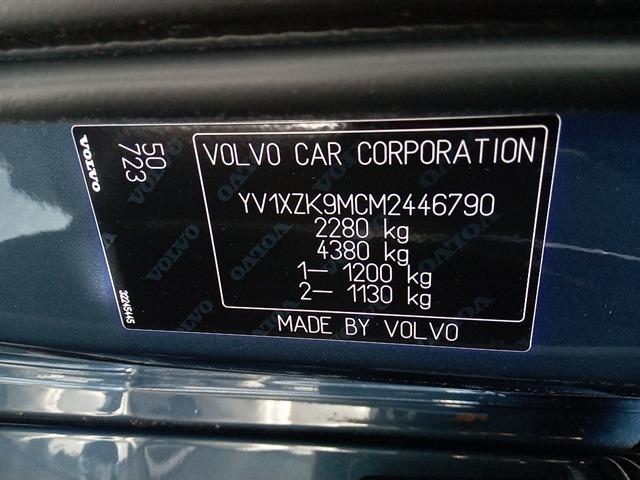 VOLVO
50
723
32245445
VOLVO CAR CORPORATION
YV1XZK9MCM2446790
2280 kg
4380 kg
1— 1200 kg
2— 1130 kg
MADE BY VOLVO